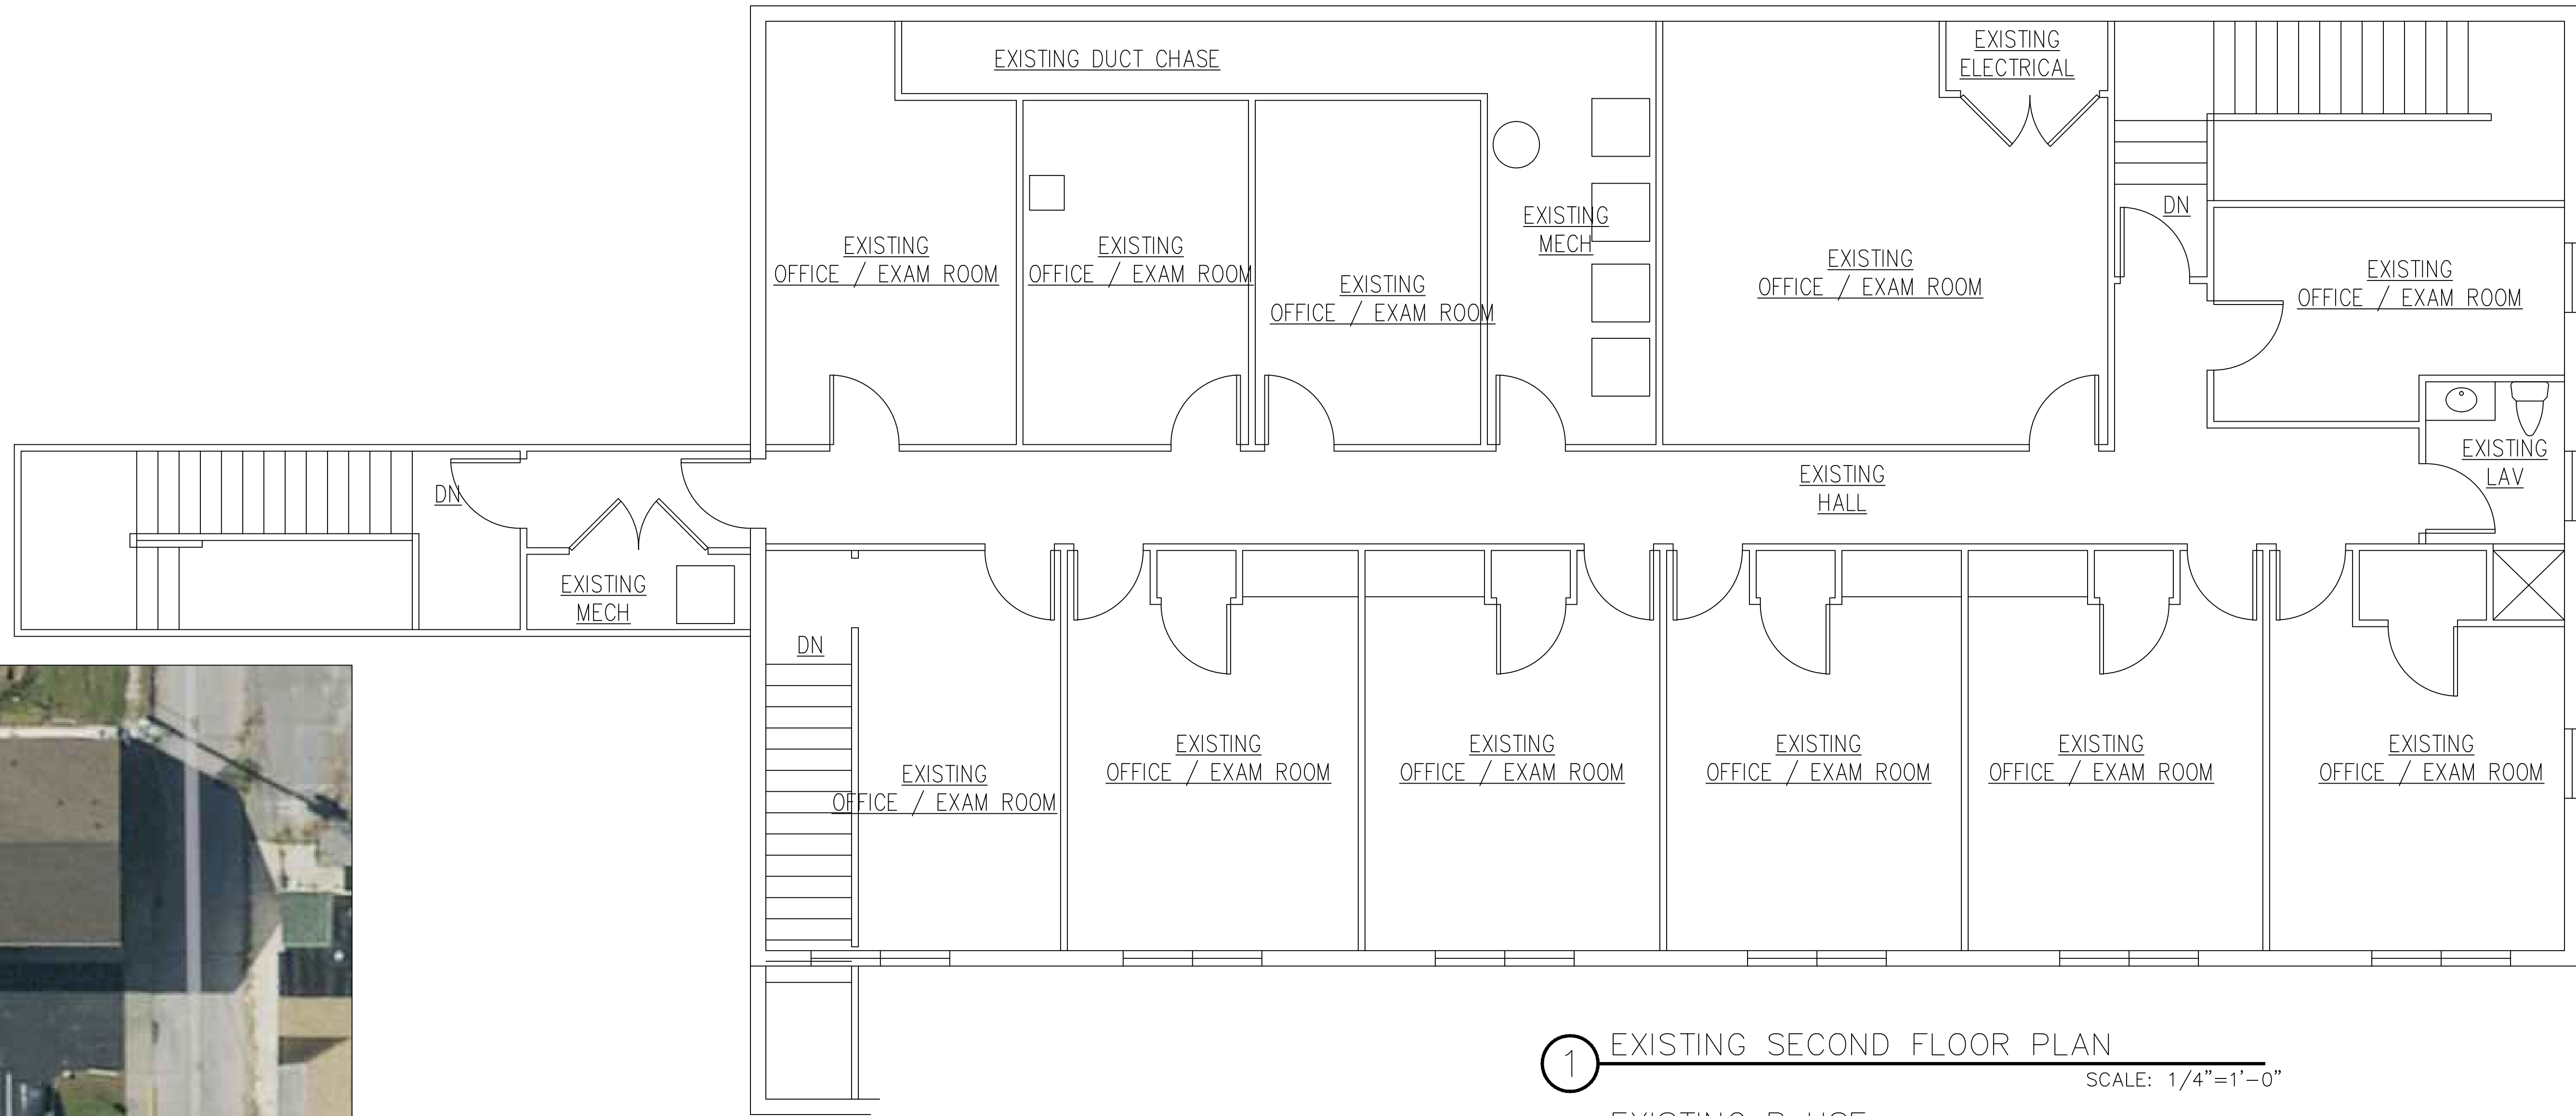 EXISTING DUCT CHASE
EXISTING
ELECTRICAL
DN
EXISTING
OFFICE / EXAM ROOM
EXISTING
OFFICE / EXAM ROOM
EXISTING
OFFICE / EXAM ROOM
EXISTING
MECH
EXISTING
OFFICE / EXAM ROOM
EXISTING
OFFICE / EXAM ROOM
EXISTING
LAV
EXISTING
HALL
DN
EXISTING
MECH
DN
EXISTING
OFFICE / EXAM ROOM
EXISTING
OFFICE / EXAM ROOM
EXISTING
OFFICE / EXAM ROOM
EXISTING
OFFICE / EXAM ROOM
EXISTING
OFFICE / EXAM ROOM
EXISTING
OFFICE / EXAM ROOM
1 EXISTING SECOND FLOOR PLAN
SCALE: 1/4"=1'-0"